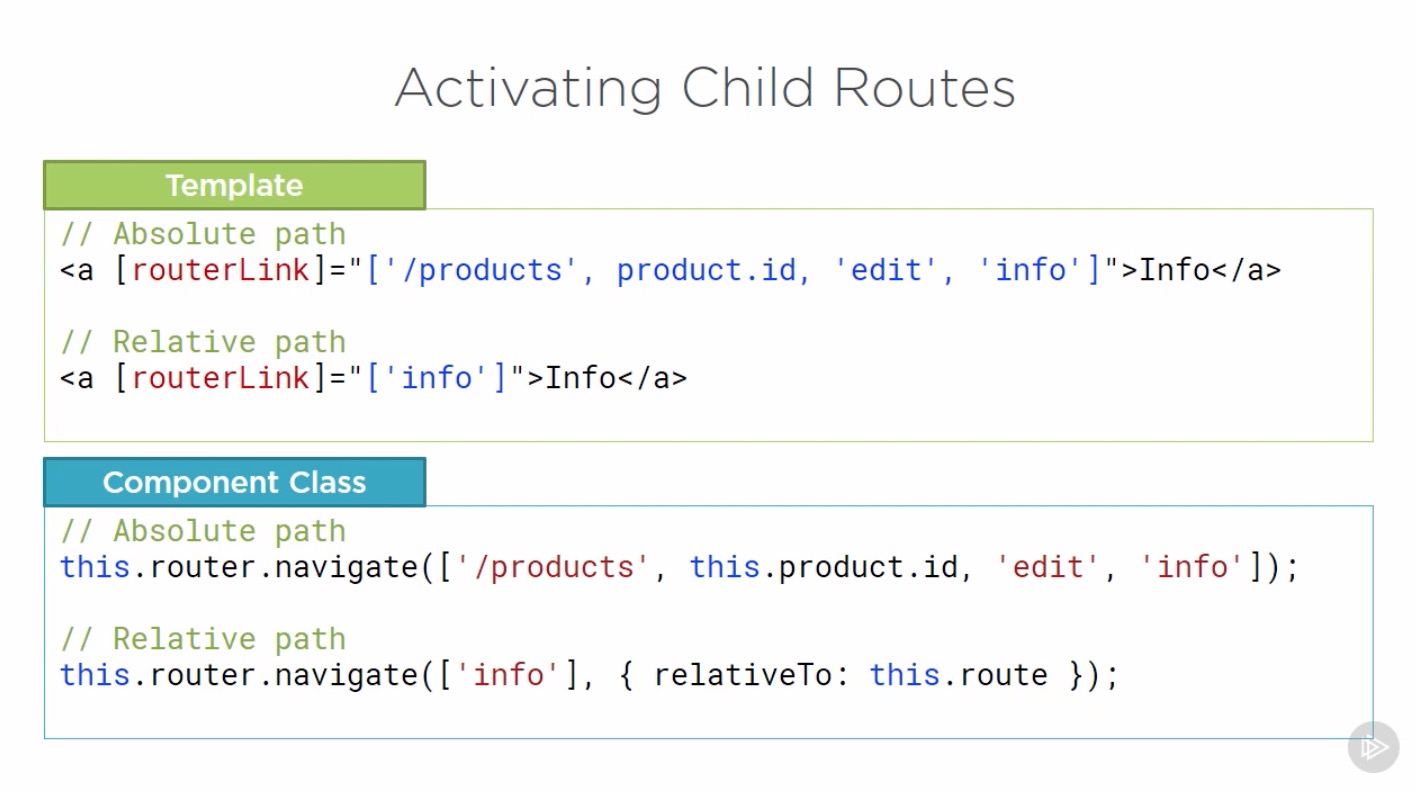 Activating Child Routes
Template
// Absolute path
<a [routerLink]="['/products', product.id, 'edit', 'info']">Info</a>
// Relative path
<a [routerLink]="['info']">Info</a>
Component Class
// Absolute path
this.router.navigate(['/products', this.product.id, 'edit', 'info']);
// Relative path
this.router.navigate(['info'], { relativeTo: this.route });